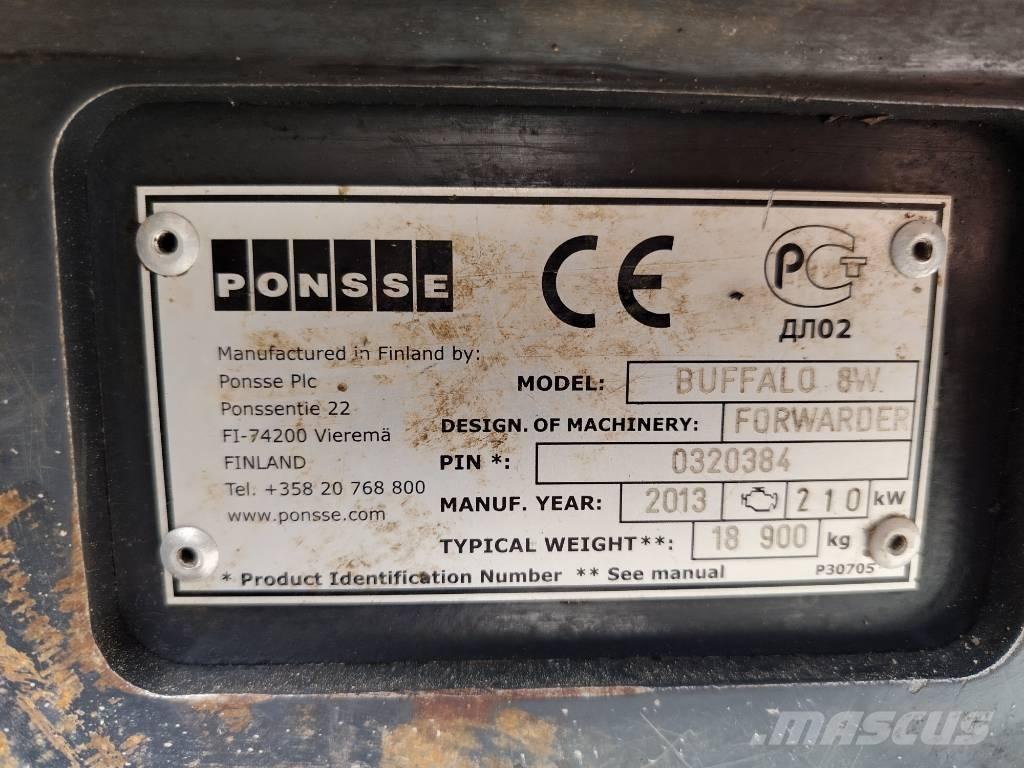 PONSSE
CE
PCT
ДЛ02
Manufactured in Finland by:
Ponsse Plc
Ponssentie 22
FI-74200 Vieremä
FINLAND
Tel. +358 20 768 800
www.ponsse.com
MODEL: BUFFALO 8W
DESIGN. OF MACHINERY: FORWARDER
PIN *: 0320384
MANUF. YEAR: 2013 210 kW
TYPICAL WEIGHT**: 18 900 kg
* Product Identification Number ** See manual
P30705
MASCUS